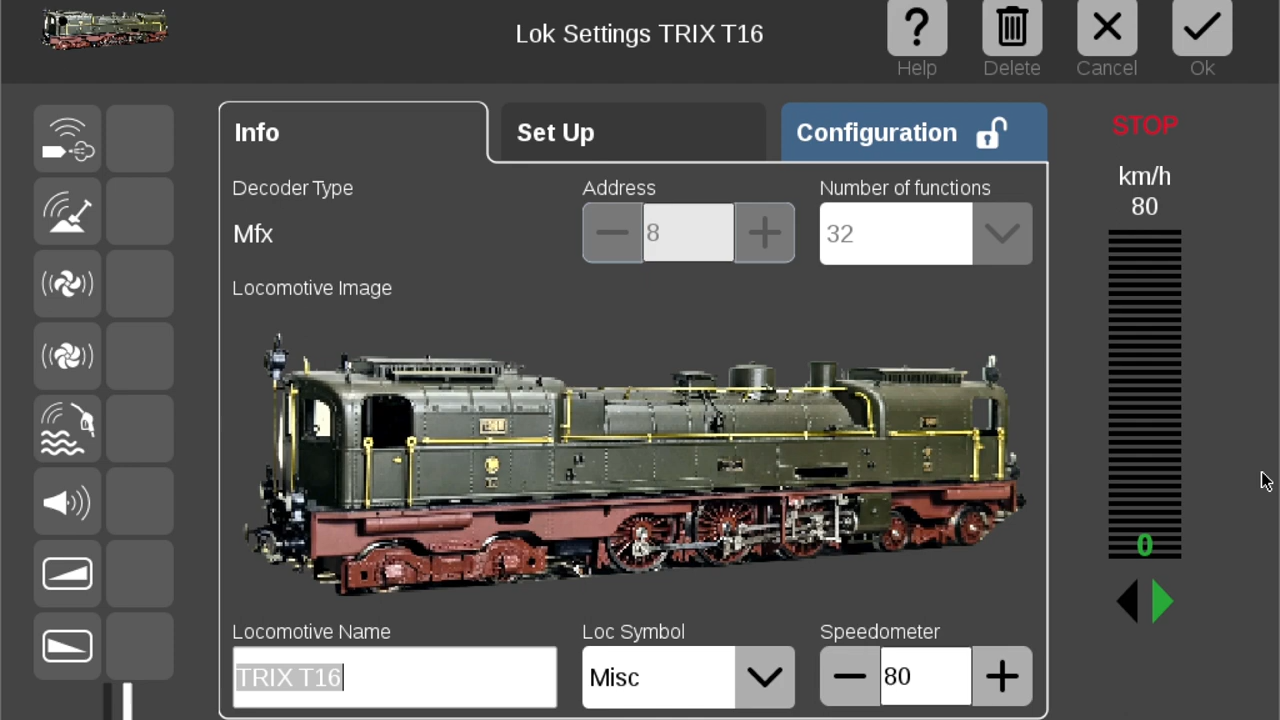 Lok Settings TRIX T16
?
Help
Delete
Cancel
Ok
Info
Set Up
Configuration
STOP
km/h
80
Decoder Type
Address
Number of functions
Mfx
8
32
Locomotive Image
0
Locomotive Name
Loc Symbol
Speedometer
TRIX T16
Misc
80